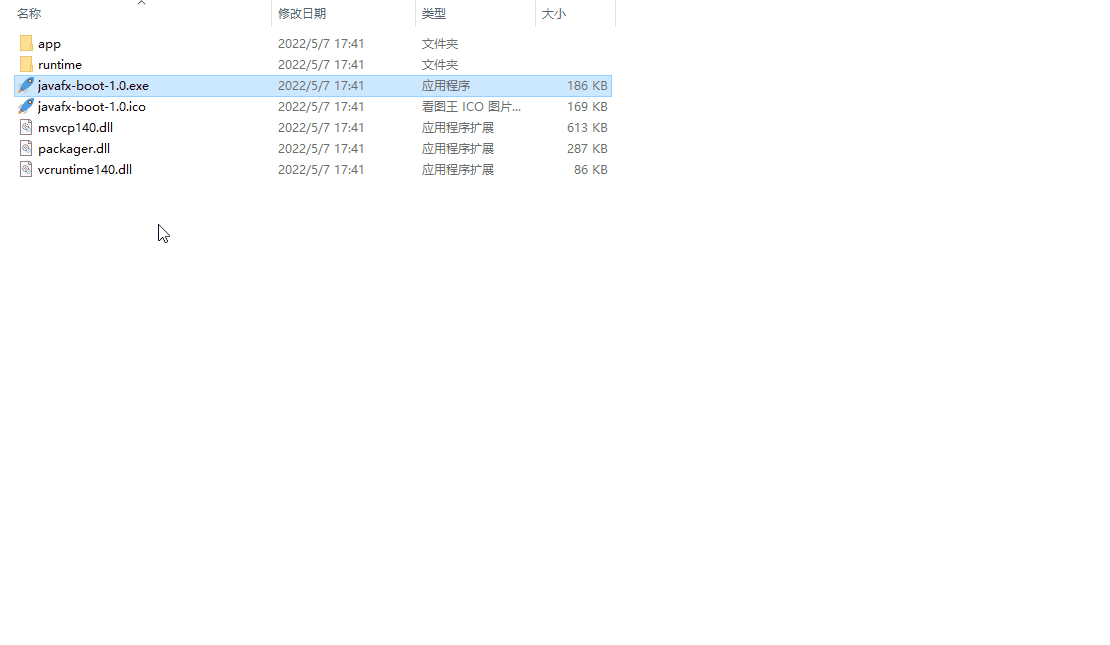 名称 修改日期 类型 大小
app 2022/5/7 17:41 文件夹
runtime 2022/5/7 17:41 文件夹
javafx-boot-1.0.exe 2022/5/7 17:41 应用程序 186 KB
javafx-boot-1.0.ico 2022/5/7 17:41 看图王 ICO 图片... 169 KB
msvcp140.dll 2022/5/7 17:41 应用程序扩展 613 KB
packager.dll 2022/5/7 17:41 应用程序扩展 287 KB
vcruntime140.dll 2022/5/7 17:41 应用程序扩展 86 KB